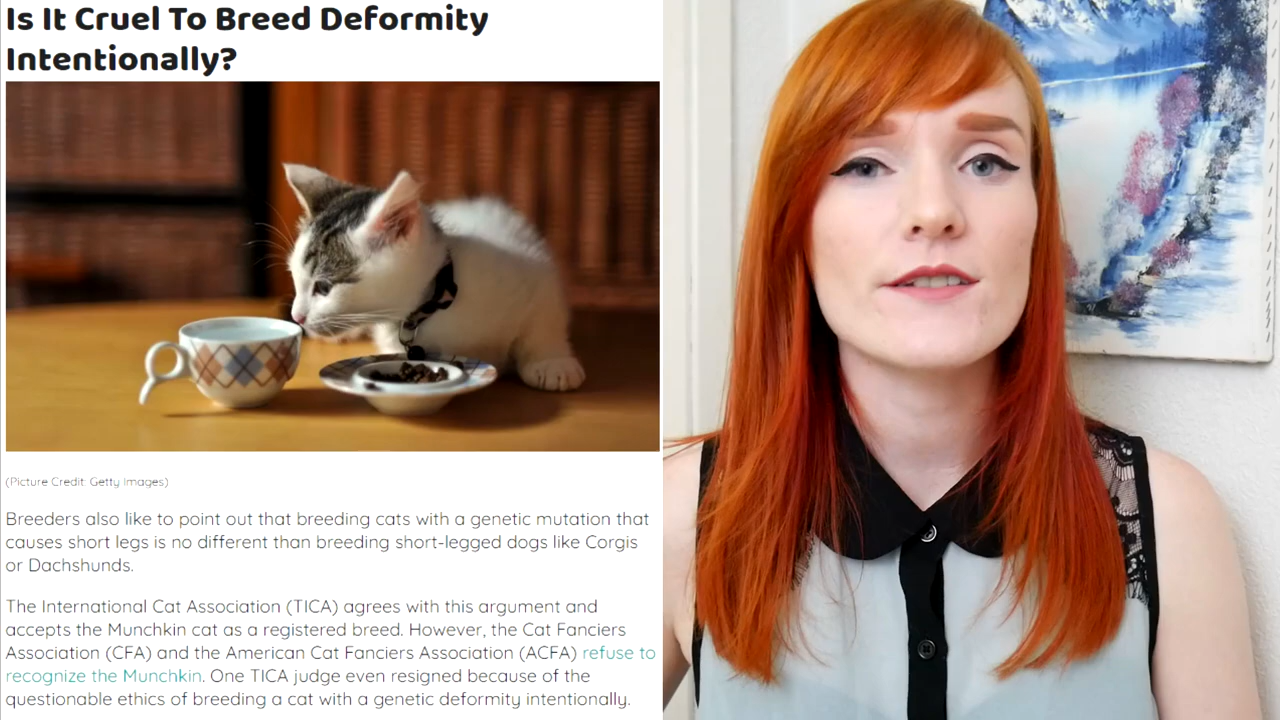 Is It Cruel To Breed Deformity
Intentionally?
(Picture Credit: Getty Images)
Breeders also like to point out that breeding cats with a genetic mutation that
causes short legs is no different than breeding short-legged dogs like Corgis
or Dachshunds.
The International Cat Association (TICA) agrees with this argument and
accepts the Munchkin cat as a registered breed. However, the Cat Fanciers
Association (CFA) and the American Cat Fanciers Association (ACFA) refuse to
recognize the Munchkin. One TICA judge even resigned because of the
questionable ethics of breeding a cat with a genetic deformity intentionally.